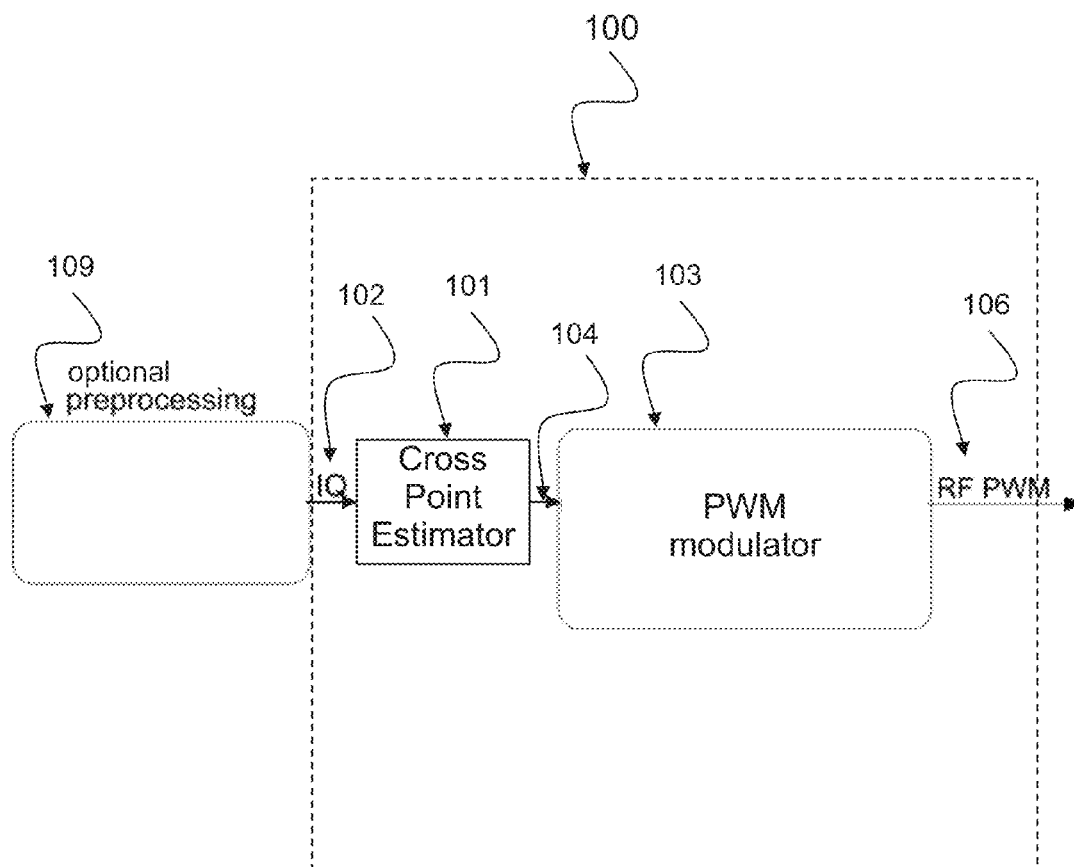 100
109
102
101
103
106
104
optional
preprocessing
IQ
Cross
Point
Estimator
PWM
modulator
RF PWM